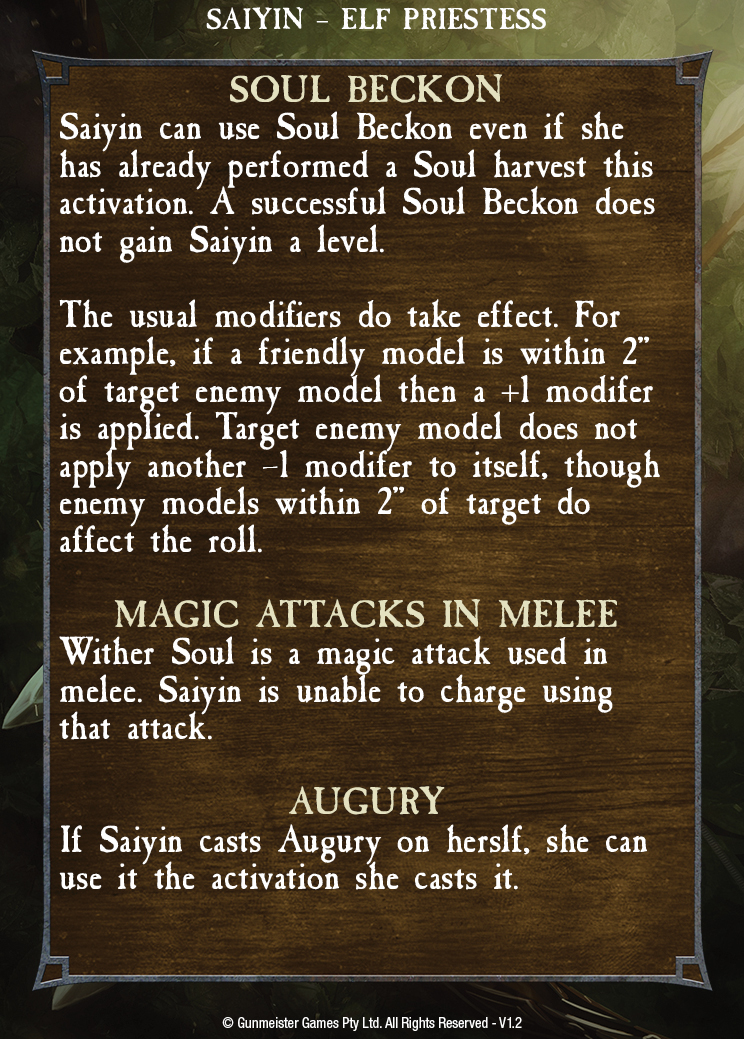 SAIYIN – ELF PRIESTESS
SOUL BECKON
Saiyin can use Soul Beckon even if she
has already performed a Soul harvest this
activation. A successful Soul Beckon does
not gain Saiyin a level.
The usual modifiers do take effect. For
example, if a friendly model is within 2”
of target enemy model then a +1 modifer
is applied. Target enemy model does not
apply another –1 modifer to itself, though
enemy models within 2” of target do
affect the roll.
MAGIC ATTACKS IN MELEE
Wither Soul is a magic attack used in
melee. Saiyin is unable to charge using
that attack.
AUGURY
If Saiyin casts Augury on herslf, she can
use it the activation she casts it.
© Gunmeister Games Pty Ltd. All Rights Reserved - V1.2